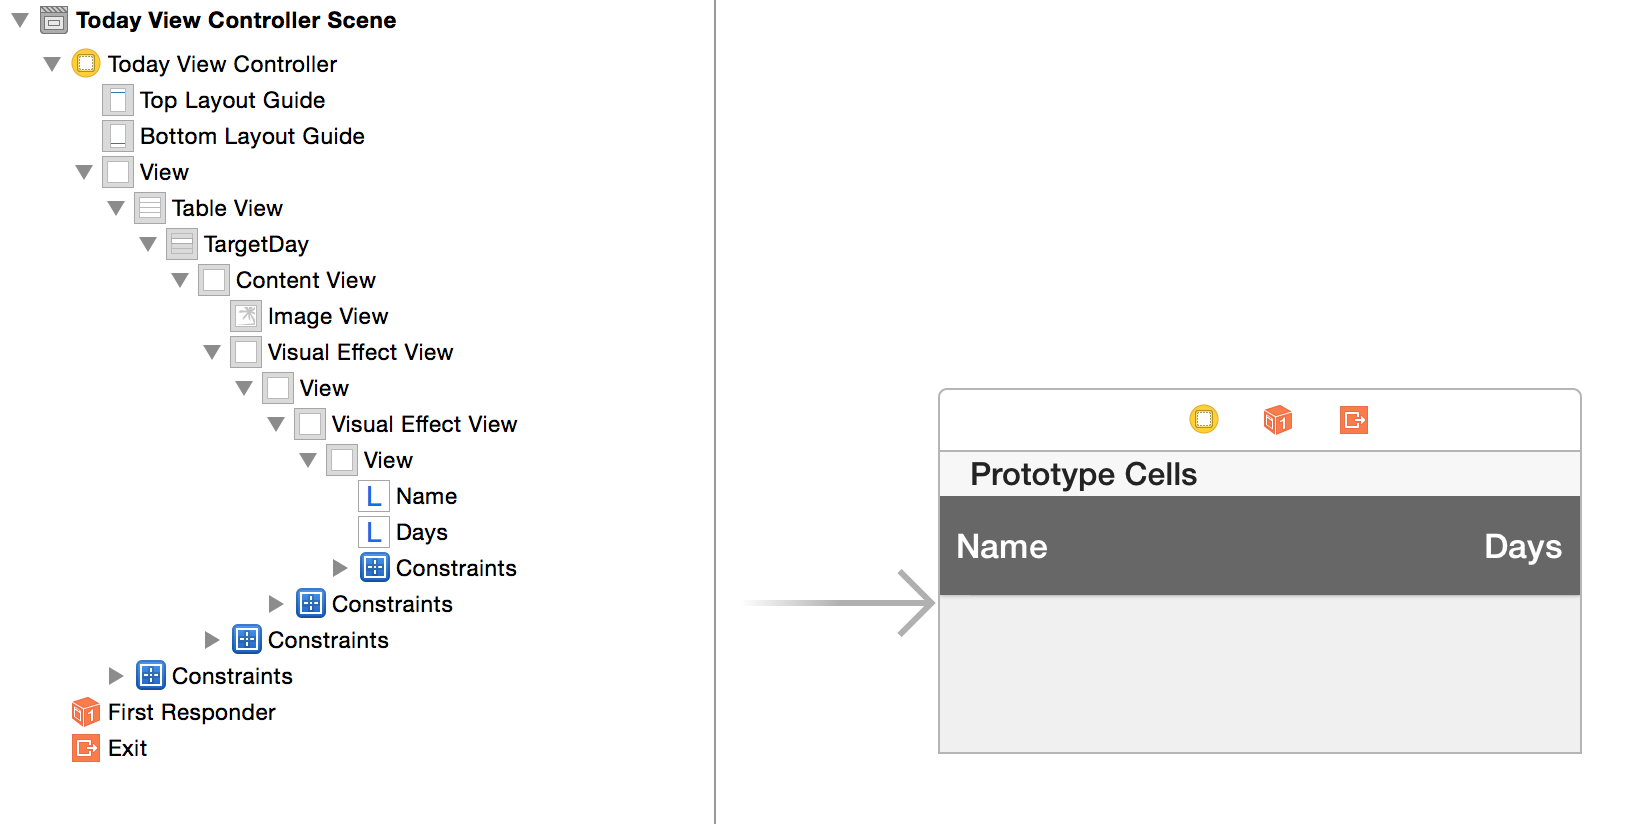 Today View Controller Scene
Today View Controller
Top Layout Guide
Bottom Layout Guide
View
Table View
TargetDay
Content View
Image View
Visual Effect View
View
Visual Effect View
View
L Name
L Days
Constraints
Constraints
Constraints
Constraints
1 First Responder
Exit
1
Prototype Cells
Name Days